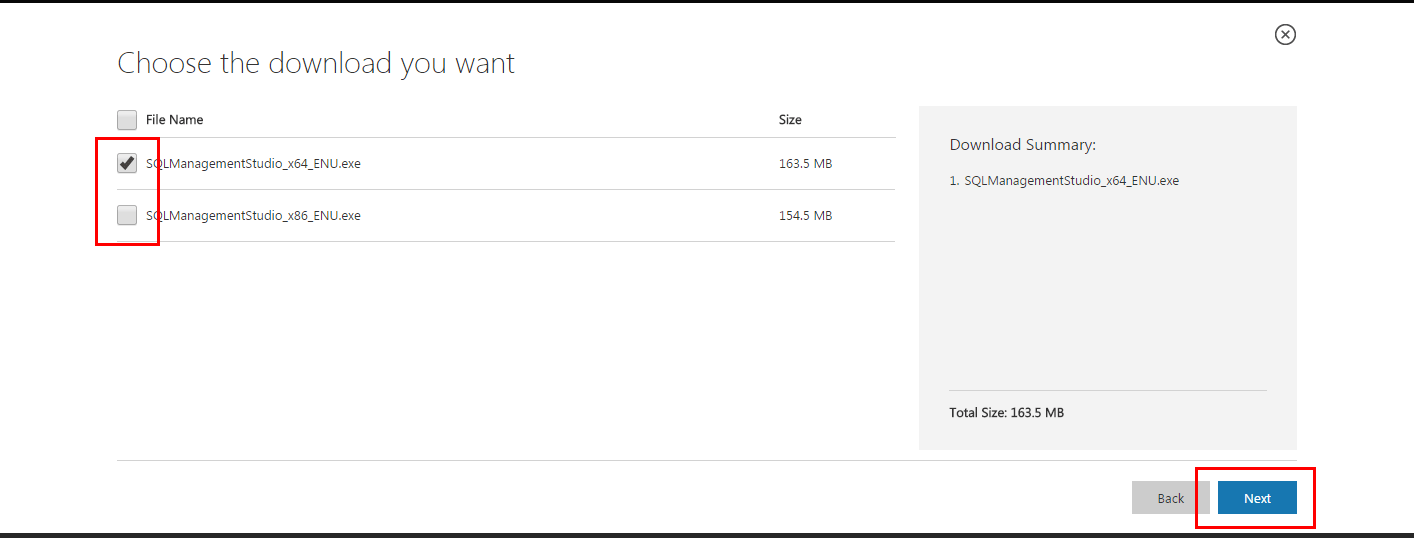 Choose the download you want
File Name Size
SQLManagementStudio_x64_ENU.exe 163.5 MB
SQLManagementStudio_x86_ENU.exe 154.5 MB
Download Summary:
1. SQLManagementStudio_x64_ENU.exe
Total Size: 163.5 MB
Back Next